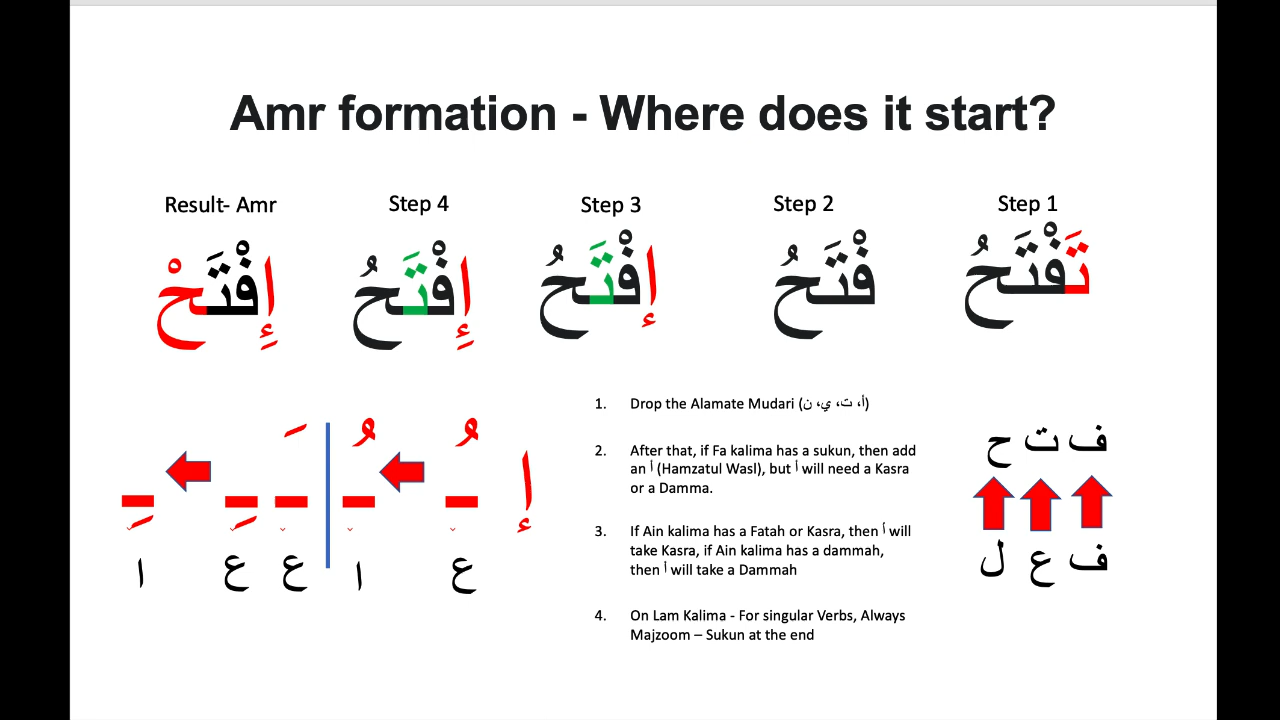 Amr formation - Where does it start?
Result- Amr
Step 4
Step 3
Step 2
Step 1
إِفْتَحْ
إِفْتَحُ
إفْتَحُ
فْتَحُ
تَفْتَحُ
1. Drop the Alamate Mudari (أ، ت، ي، ن)
2. After that, if Fa kalima has a sukun, then add
an أ (Hamzatul Wasl), but أ will need a Kasra
or a Damma.
3. If Ain kalima has a Fatah or Kasra, then أ will
take Kasra, if Ain kalima has a dammah,
then أ will take a Dammah
4. On Lam Kalima - For singular Verbs, Always
Majzoom – Sukun at the end
ف ت ح
ف ع ل
إ
ع
ا
ع
ع
ا